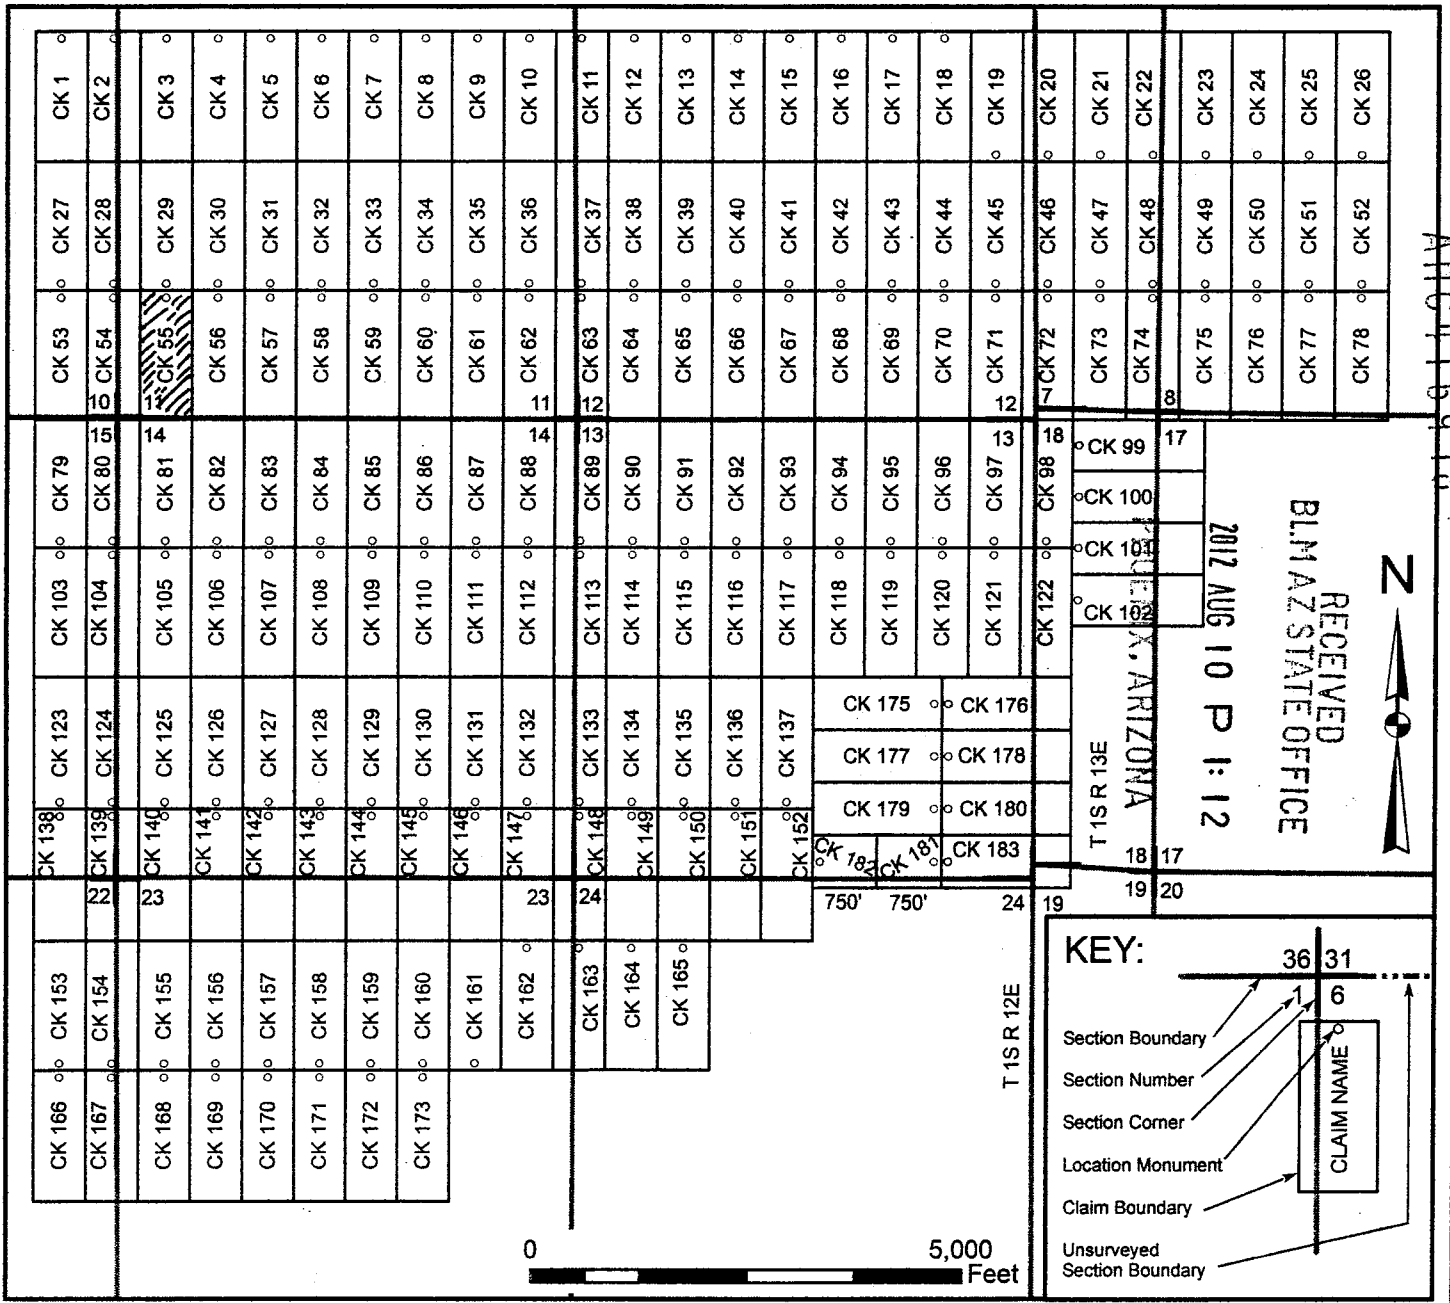 CK 1
CK 2
CK 3
CK 4
CK 5
CK 6
CK 7
CK 8
CK 9
CK 10
CK 11
CK 12
CK 13
CK 14
CK 15
CK 16
CK 17
CK 18
CK 19
CK 20
CK 21
CK 22
CK 23
CK 24
CK 25
CK 26
CK 27
CK 28
CK 29
CK 30
CK 31
CK 32
CK 33
CK 34
CK 35
CK 36
CK 37
CK 38
CK 39
CK 40
CK 41
CK 42
CK 43
CK 44
CK 45
CK 46
CK 47
CK 48
CK 49
CK 50
CK 51
CK 52
CK 53
CK 54
CK 55
CK 56
CK 57
CK 58
CK 59
CK 60
CK 61
CK 62
CK 63
CK 64
CK 65
CK 66
CK 67
CK 68
CK 69
CK 70
CK 71
CK 72
CK 73
CK 74
CK 75
CK 76
CK 77
CK 78
10
11
11
12
12
7
8
15
14
14
13
13
18
17
CK 79
CK 80
CK 81
CK 82
CK 83
CK 84
CK 85
CK 86
CK 87
CK 88
CK 89
CK 90
CK 91
CK 92
CK 93
CK 94
CK 95
CK 96
CK 97
CK 98
CK 99
CK 100
CK 101
CK 102
CK 103
CK 104
CK 105
CK 106
CK 107
CK 108
CK 109
CK 110
CK 111
CK 112
CK 113
CK 114
CK 115
CK 116
CK 117
CK 118
CK 119
CK 120
CK 121
CK 122
RECEIVED
BLM AZ STATE OFFICE
2012 AUG 10 P 1:12
PHOENIX, ARIZONA
N
CK 123
CK 124
CK 125
CK 126
CK 127
CK 128
CK 129
CK 130
CK 131
CK 132
CK 133
CK 134
CK 135
CK 136
CK 137
CK 175
CK 176
CK 177
CK 178
CK 179
CK 180
CK 182
CK 181
CK 183
T 1S R 13E
CK 138
CK 139
CK 140
CK 141
CK 142
CK 143
CK 144
CK 145
CK 146
CK 147
CK 148
CK 149
CK 150
CK 151
CK 152
18
17
19
20
22
23
23
24
750'
750'
24
19
CK 153
CK 154
CK 155
CK 156
CK 157
CK 158
CK 159
CK 160
CK 161
CK 162
CK 163
CK 164
CK 165
T 1S R 12E
CK 166
CK 167
CK 168
CK 169
CK 170
CK 171
CK 172
CK 173
0
5,000
Feet
KEY:
36
31
1
6
Section Boundary
Section Number
Section Corner
Location Monument
Claim Boundary
Unsurveyed
Section Boundary
CLAIM NAME